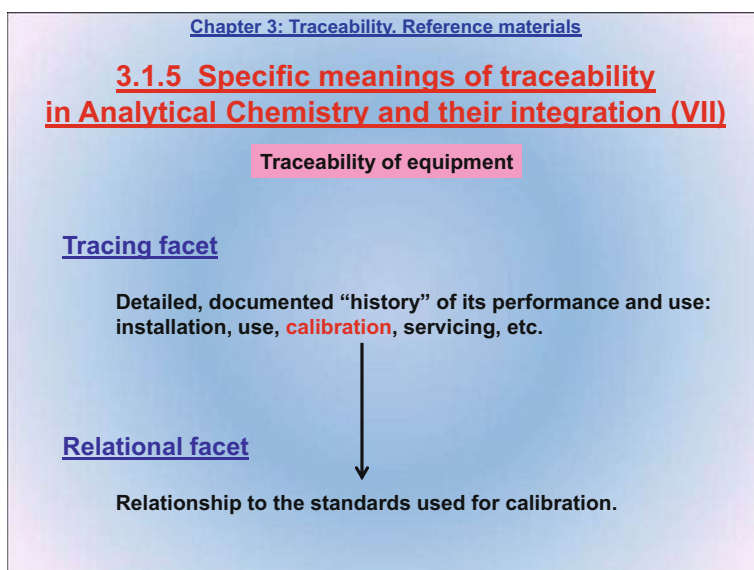 Chapter 3: Traceability. Reference materials
3.1.5 Specific meanings of traceability
in Analytical Chemistry and their integration (VII)
Traceability of equipment
Tracing facet
Detailed, documented “history” of its performance and use:
installation, use, calibration, servicing, etc.
Relational facet
Relationship to the standards used for calibration.